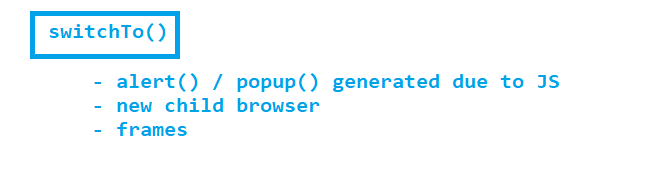 switchTo()
- alert() / popup() generated due to JS
- new child browser
- frames